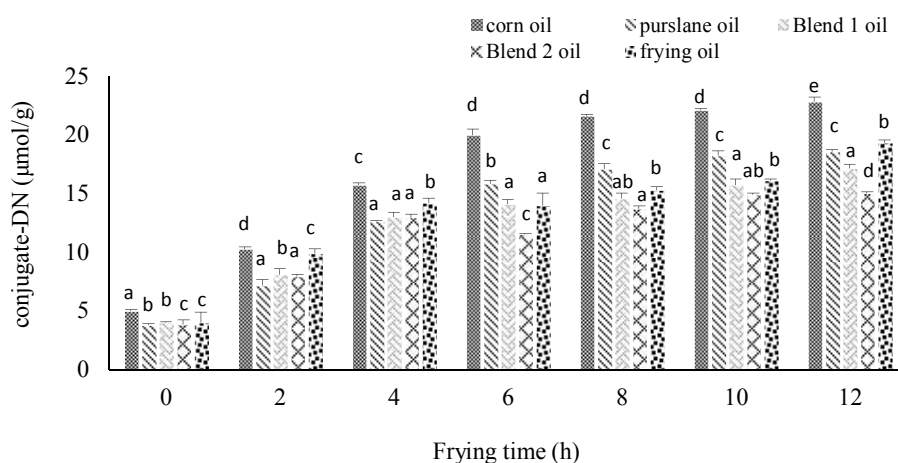 corn oil purslane oil Blend 1 oil
Blend 2 oil frying oil
conjugate-DN (µmol/g)
25
20
15
10
5
0
a b b c c
d a b a c
c a a a b
d b a c a
d c ab a b
d c a ab b
e c a d b
0 2 4 6 8 10 12
Frying time (h)